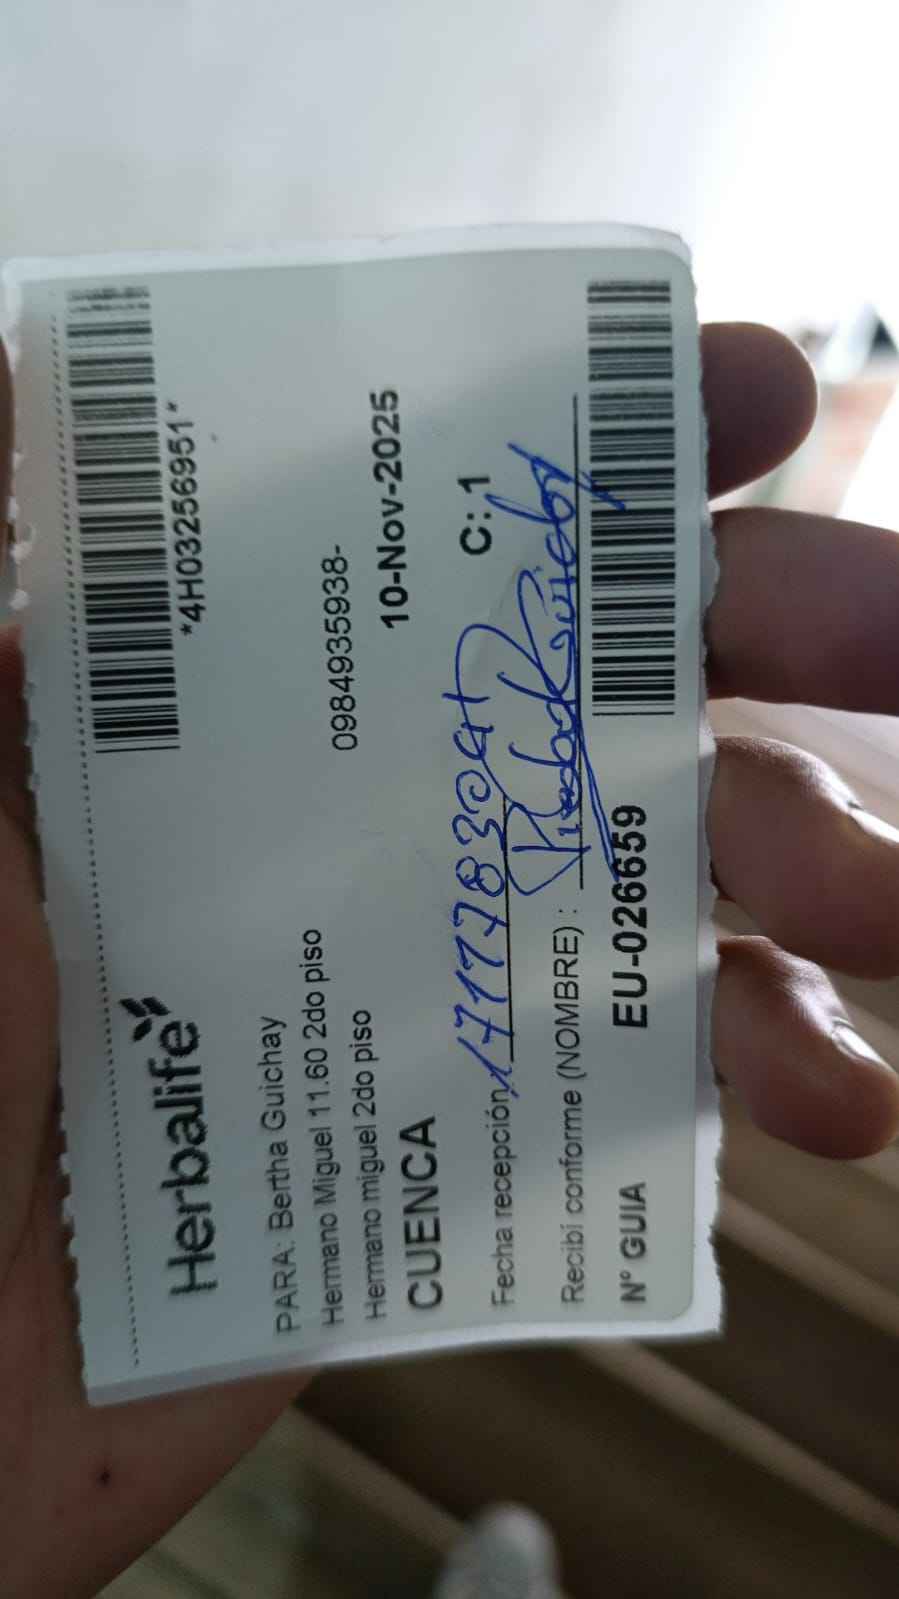 Herbalife
*4H03256951*
PARA: Bertha Guichay
Hermano Miguel 11.60 2do piso
0984935938-
Hermano miguel 2do piso
CUENCA 10-Nov-2025
Fecha recepción C: 1
Recibí conforme (NOMBRE) :
N° GUIA EU-026659